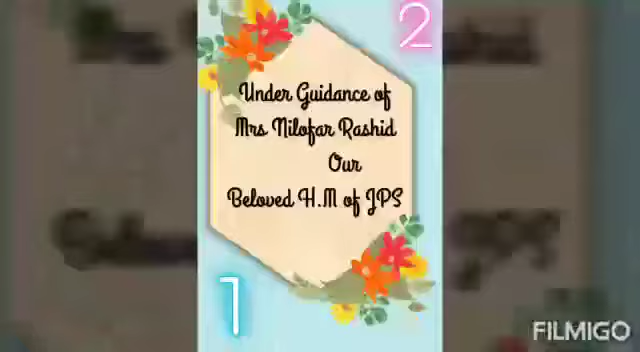 2
Under Guidance of
Mrs Nilofar Rashid
Our
Beloved H.M of JPS
1
FILMIGO